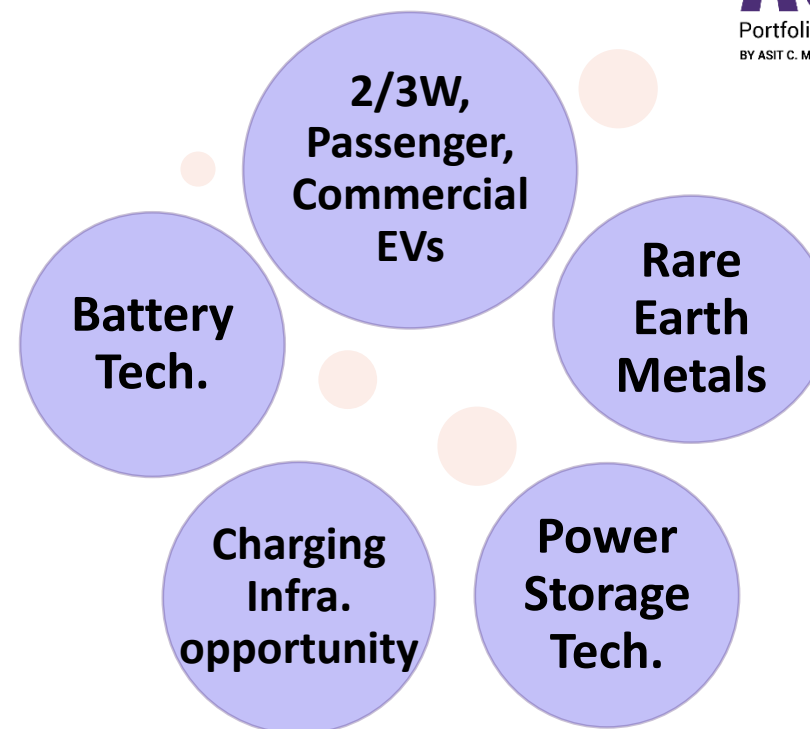 Portfoli
BY ASIT C. M
2/3W,
Passenger,
Commercial
EVs
Rare
Earth
Metals
Battery
Tech.
Charging
Infra.
opportunity
Power
Storage
Tech.